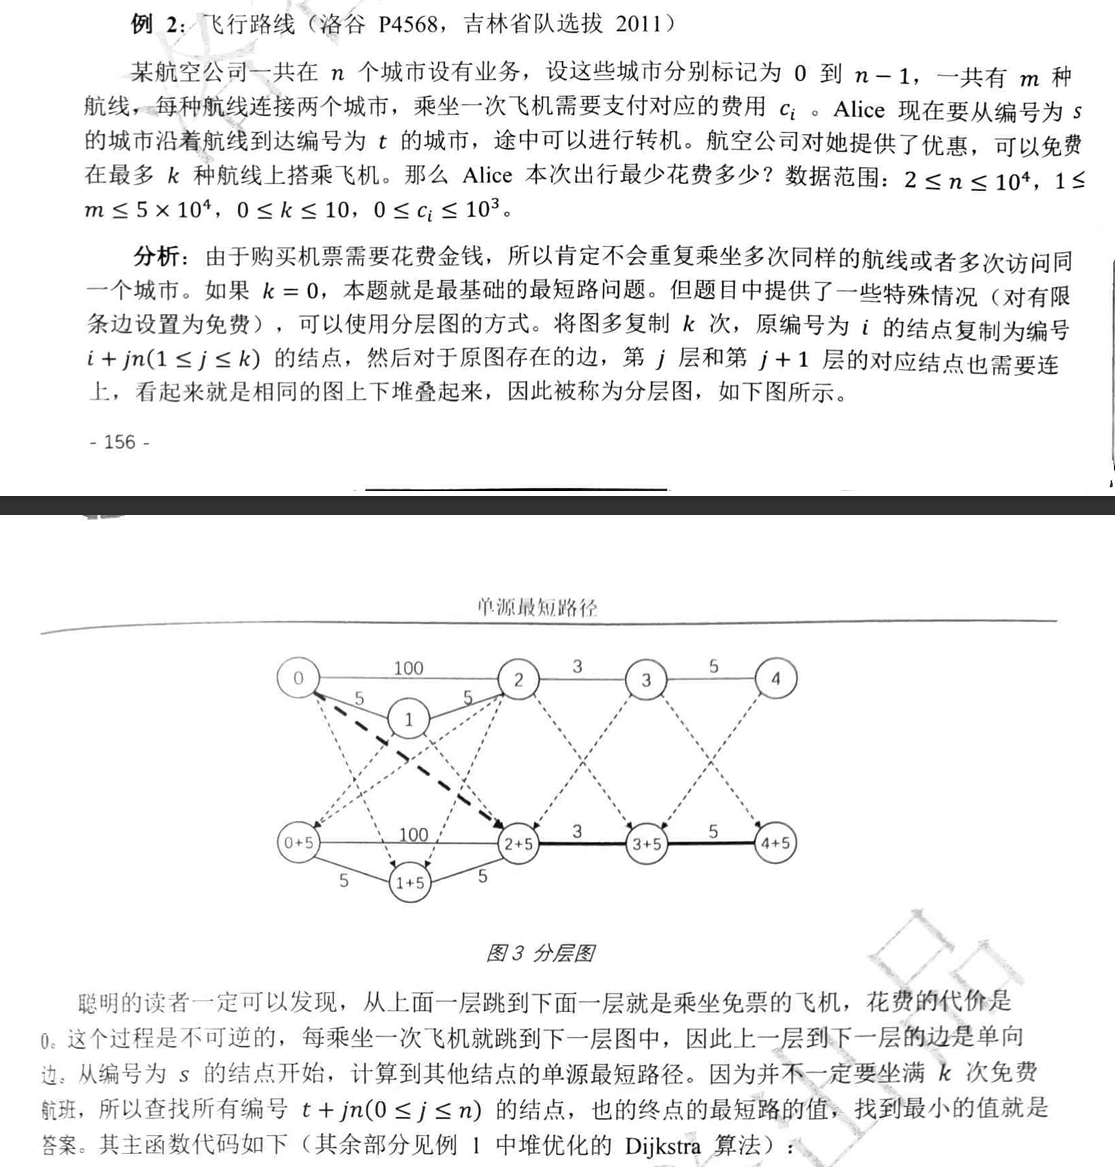 例 2：飞行路线（洛谷 P4568，吉林省队选拔 2011）
某航空公司一共在 n 个城市设有业务，设这些城市分别标记为 0 到 n − 1，一共有 m 种
航线，每种航线连接两个城市，乘坐一次飞机需要支付对应的费用 cᵢ 。Alice 现在要从编号为 s
的城市沿着航线到达编号为 t 的城市，途中可以进行转机。航空公司对她提供了优惠，可以免费
在最多 k 种航线上搭乘飞机。那么 Alice 本次出行最少花费多少？数据范围：2 ≤ n ≤ 10⁴，1 ≤
m ≤ 5 × 10⁴，0 ≤ k ≤ 10，0 ≤ cᵢ ≤ 10³。
分析：由于购买机票需要花费金钱，所以肯定不会重复乘坐多次同样的航线或者多次访问同
一个城市。如果 k = 0，本题就是最基础的最短路问题。但题目中提供了一些特殊情况（对有限
条边设置为免费），可以使用分层图的方式。将图多复制 k 次，原编号为 i 的结点复制为编号
i + jn(1 ≤ j ≤ k) 的结点，然后对于原图存在的边，第 j 层和第 j + 1 层的对应结点也需要连
上，看起来就是相同的图上下堆叠起来，因此被称为分层图，如下图所示。
- 156 -
单源最短路径
0 100 2 3 3 5 4
5 1 5
0+5 100 2+5 3 3+5 5 4+5
5 1+5 5
图 3 分层图
聪明的读者一定可以发现，从上面一层跳到下面一层就是乘坐免票的飞机，花费的代价是
0。这个过程是不可逆的，每乘坐一次飞机就跳到下一层图中，因此上一层到下一层的边是单向
边。从编号为 s 的结点开始，计算到其他结点的单源最短路径。因为并不一定要坐满 k 次免费
航班，所以查找所有编号 t + jn(0 ≤ j ≤ n) 的结点，也的终点的最短路的值，找到最小的值就是
答案。其主函数代码如下（其余部分见例 1 中堆优化的 Dijkstra 算法）：